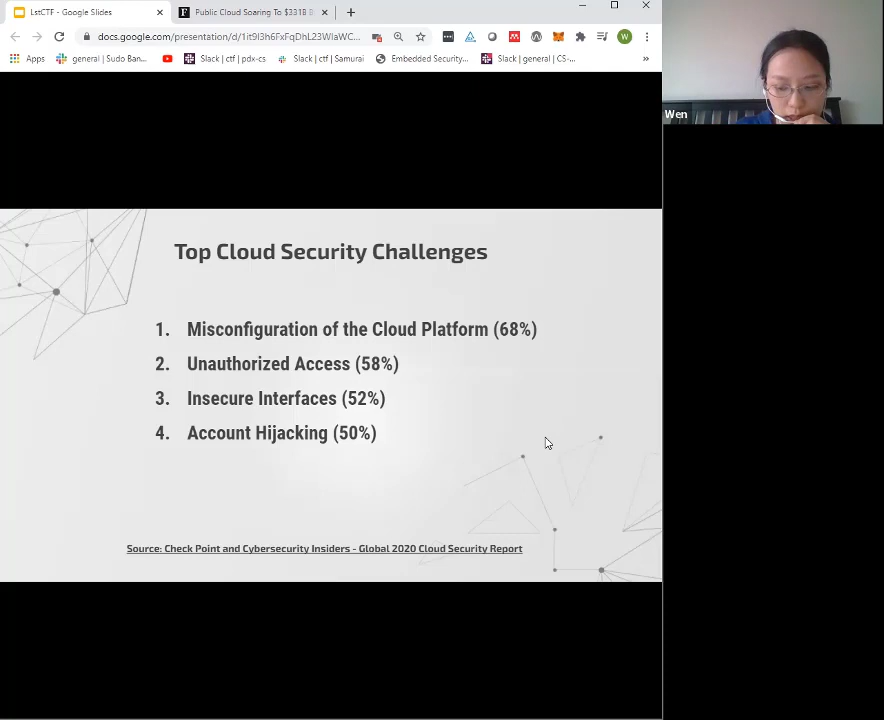 LstCTF - Google Slides
Public Cloud Soaring To $331B B
docs.google.com/presentation/d/1it9l3h6FxFqDhL23WlaWC...
W
Apps
general | Sudo Ban...
Slack | ctf | pdx-cs
Slack | ctf | Samurai
Embedded Security...
Slack | general | CS-...
Wen
Top Cloud Security Challenges
1. Misconfiguration of the Cloud Platform (68%)
2. Unauthorized Access (58%)
3. Insecure Interfaces (52%)
4. Account Hijacking (50%)
Source: Check Point and Cybersecurity Insiders - Global 2020 Cloud Security Report